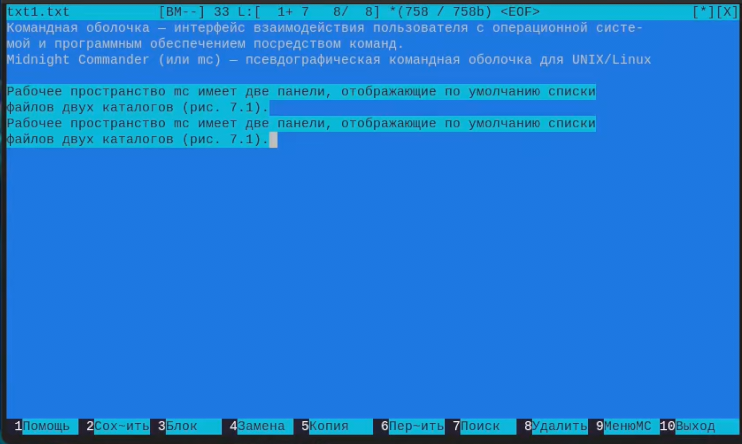 txt1.txt [BM--] 33 L:[ 1+ 7 8/ 8] *(758 / 758b) <EOF> [*][X]
Командная оболочка — интерфейс взаимодействия пользователя с операционной систе-
мой и программным обеспечением посредством команд.
Midnight Commander (или mc) — псевдографическая командная оболочка для UNIX/Linux
Рабочее пространство mc имеет две панели, отображающие по умолчанию списки
файлов двух каталогов (рис. 7.1).
Рабочее пространство mc имеет две панели, отображающие по умолчанию списки
файлов двух каталогов (рис. 7.1).
1Помощь 2Сох~ить 3Блок 4Замена 5Копия 6Пер~ить 7Поиск 8Удалить 9МенюMC 10Выход